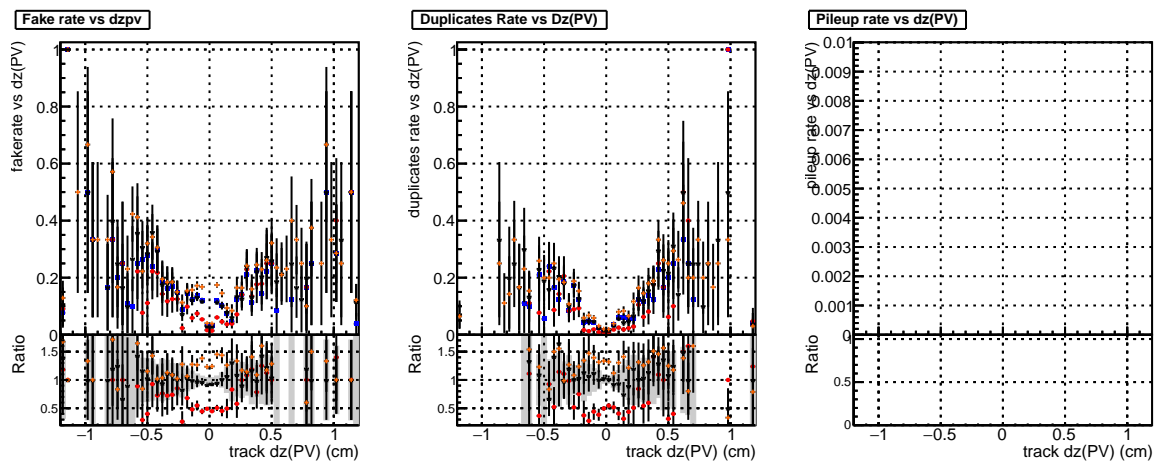 Fake rate vs dzpv
fakerate vs dz(PV)
1
0.8
0.6
0.4
0.2
0
Ratio
1.5
1
0.5
−1 −0.5 0 0.5 1
track dz(PV) (cm)
Duplicates Rate vs Dz(PV)
duplicates rate vs dz(PV)
1
0.8
0.6
0.4
0.2
0
Ratio
1.5
1
0.5
−1 −0.5 0 0.5 1
track dz(PV) (cm)
Pileup rate vs dz(PV)
pileup rate vs dz(PV)
0.01
0.009
0.008
0.007
0.006
0.005
0.004
0.003
0.002
0.001
0
Ratio
1
0.5
0
−1 −0.5 0 0.5 1
track dz(PV) (cm)